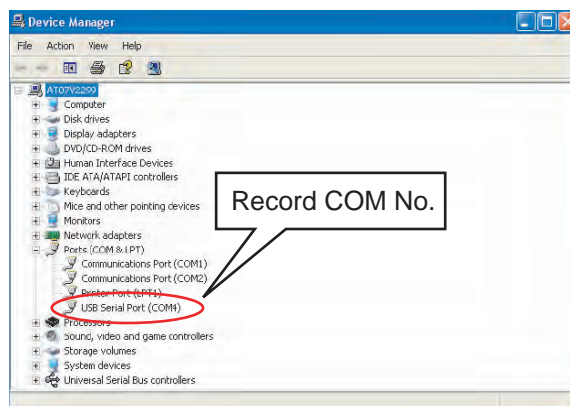 Device Manager
File Action View Help
AT07V2299
Computer
Disk drives
Display adapters
DVD/CD-ROM drives
Human Interface Devices
IDE ATA/ATAPI controllers
Keyboards
Mice and other pointing devices
Monitors
Network adapters
Ports (COM & LPT)
Communications Port (COM1)
Communications Port (COM2)
Printer Port (LPT1)
USB Serial Port (COM4)
Processors
Sound, video and game controllers
Storage volumes
System devices
Universal Serial Bus controllers
Record COM No.